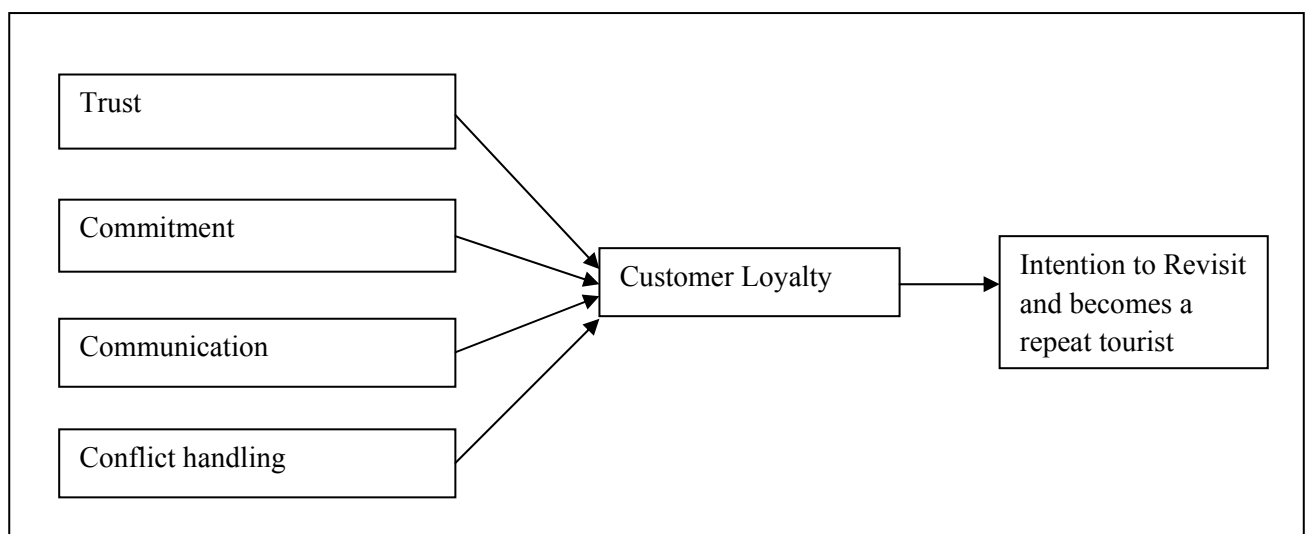 Trust
Commitment
Communication
Conflict handling
Customer Loyalty
Intention to Revisit
and becomes a
repeat tourist